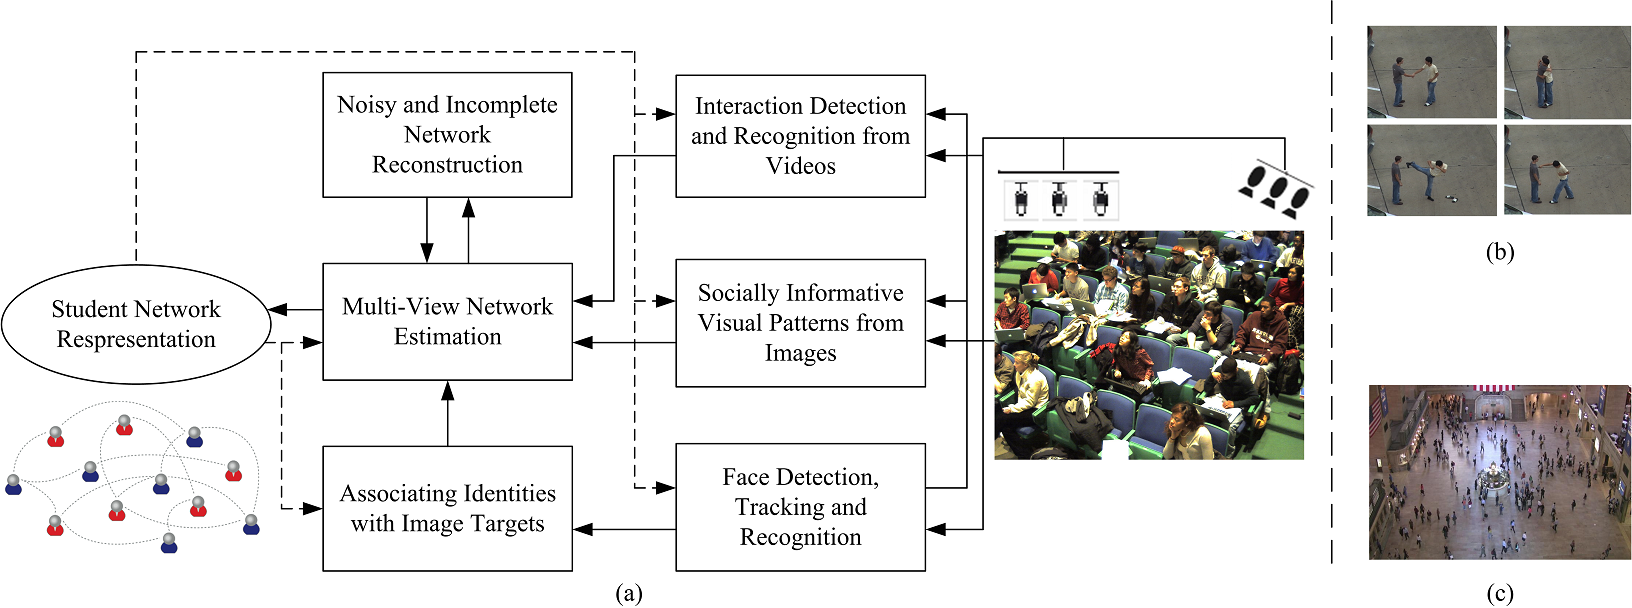 Noisy and Incomplete
Network
Reconstruction
Interaction Detection
and Recognition from
Videos
Student Network
Respresentation
Multi-View Network
Estimation
Socially Informative
Visual Patterns from
Images
Associating Identities
with Image Targets
Face Detection,
Tracking and
Recognition
(a)
(b)
(c)